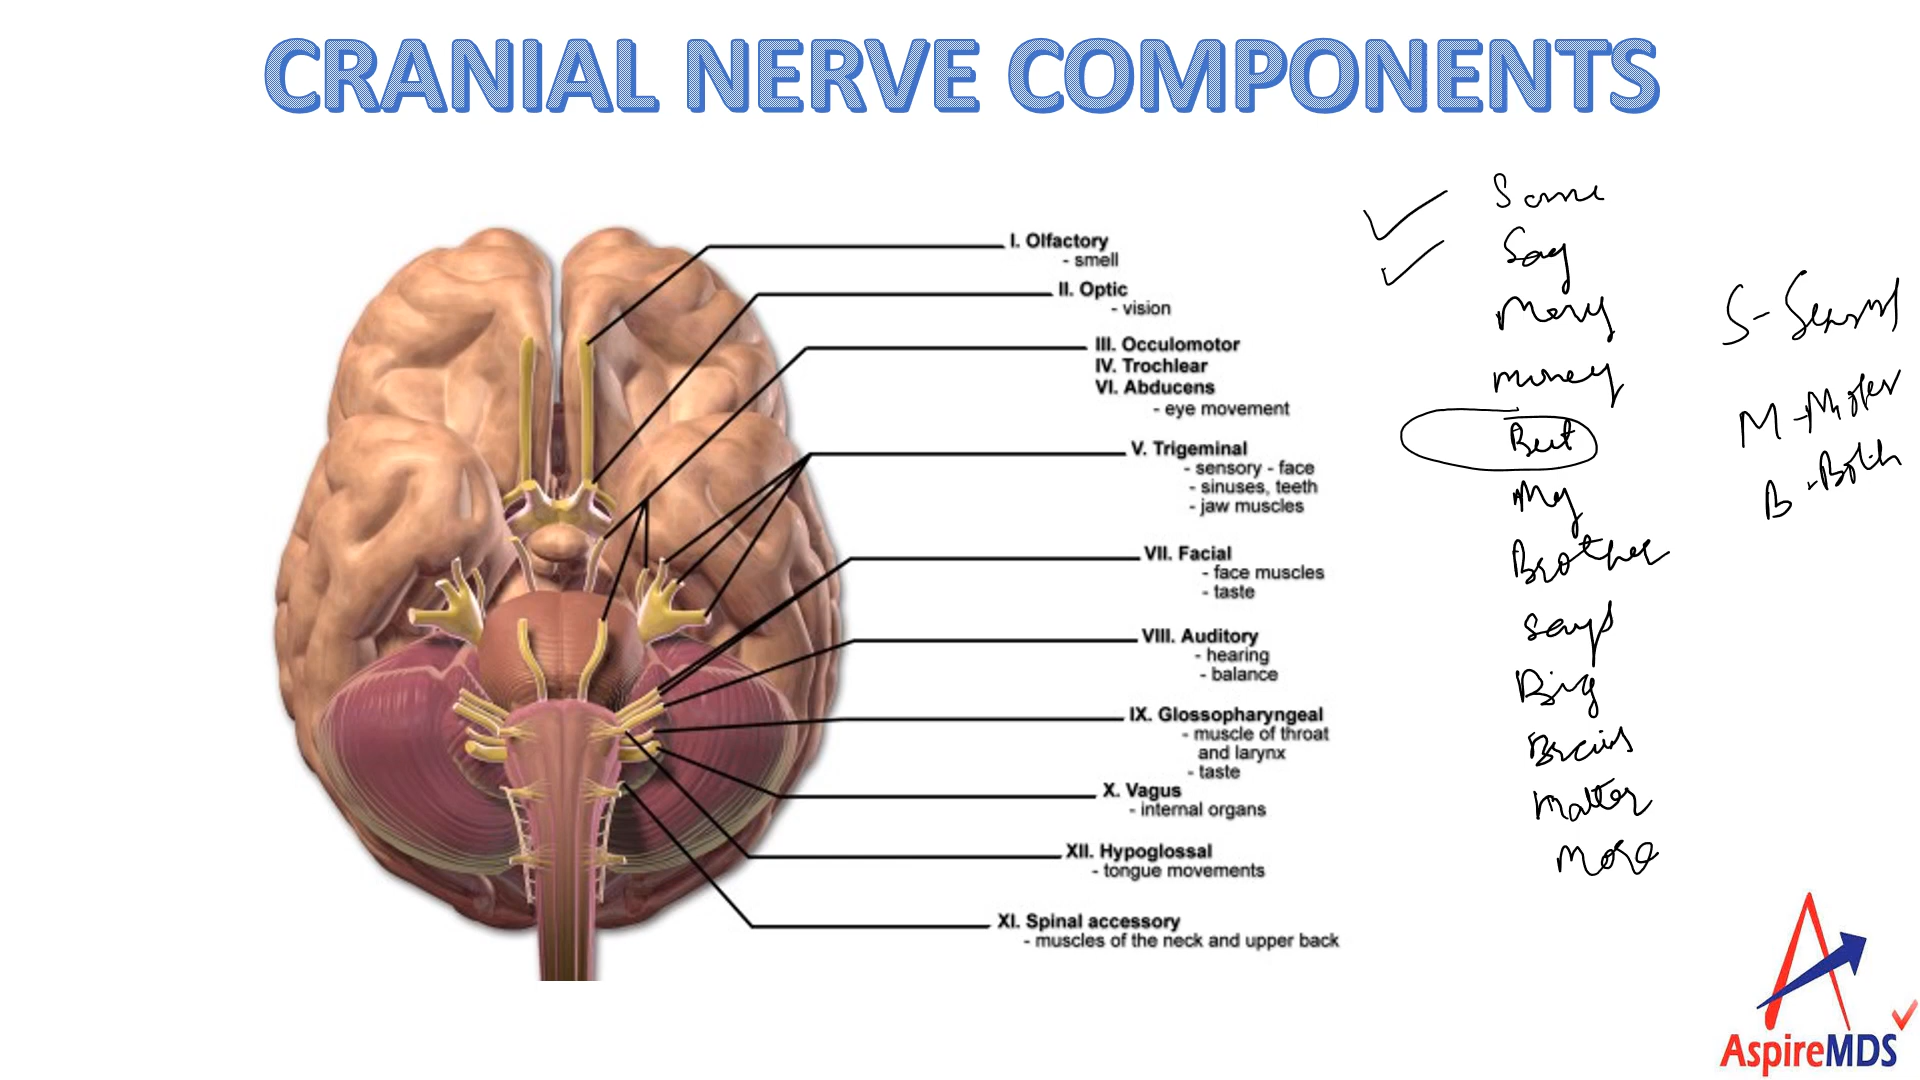 CRANIAL NERVE COMPONENTS
I. Olfactory
- smell
II. Optic
- vision
III. Occulomotor
IV. Trochlear
VI. Abducens
- eye movement
V. Trigeminal
- sensory - face
- sinuses, teeth
- jaw muscles
VII. Facial
- face muscles
- taste
VIII. Auditory
- hearing
- balance
IX. Glossopharyngeal
- muscle of throat
and larynx
- taste
X. Vagus
- internal organs
XII. Hypoglossal
- tongue movements
XI. Spinal accessory
- muscles of the neck and upper back
Some
Say
Mary
money
But
My
Brother
says
Big
Brains
Matter
More
S-Sensory
M-Motor
B-Both
AspireMDS